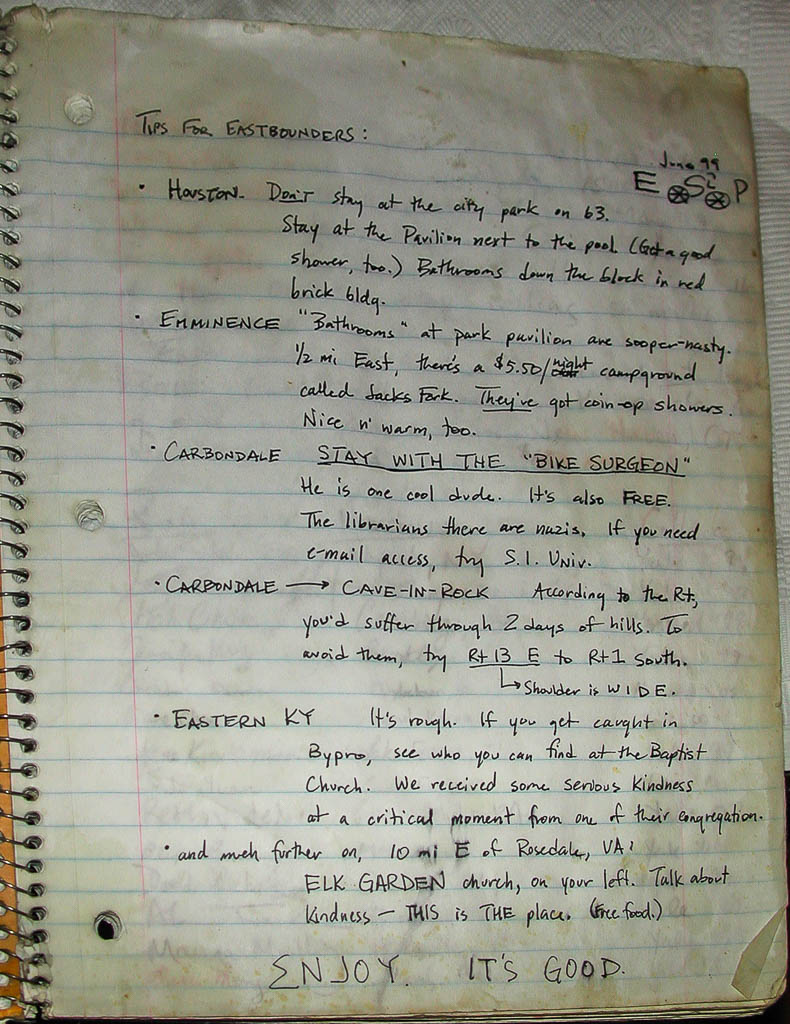 TIPS FOR EASTBOUNDERS:
June 99
E S? P
• HOUSTON- Don't stay at the city park on 63.
Stay at the Pavilion next to the pool (Get a good
shower, too.) Bathrooms down the block in red
brick bldg.
• EMMINENCE "Bathrooms" at park pavilion are sooper-nasty.
1/2 mi East, there's a $5.50/night campground
called Jacks Fork. They've got coin-op showers.
Nice n' warm, too.
• CARBONDALE STAY WITH THE "BIKE SURGEON"
He is one cool dude. It's also FREE.
The librarians there are nazis. If you need
e-mail access, try S.I. Univ.
• CARBONDALE → CAVE-IN-ROCK According to the Rt,
you'd suffer through 2 days of hills. To
avoid them, try Rt 13 E to Rt 1 South.
↳ Shoulder is WIDE.
• EASTERN KY It's rough. If you get caught in
Bypro, see who you can find at the Baptist
Church. We received some serious kindness
at a critical moment from one of their congregation.
• and much further on, 10 mi E of Rosedale, VA:
ELK GARDEN church, on your left. Talk about
kindness — THIS is THE place. (Free food.)
ENJOY. IT'S GOOD.